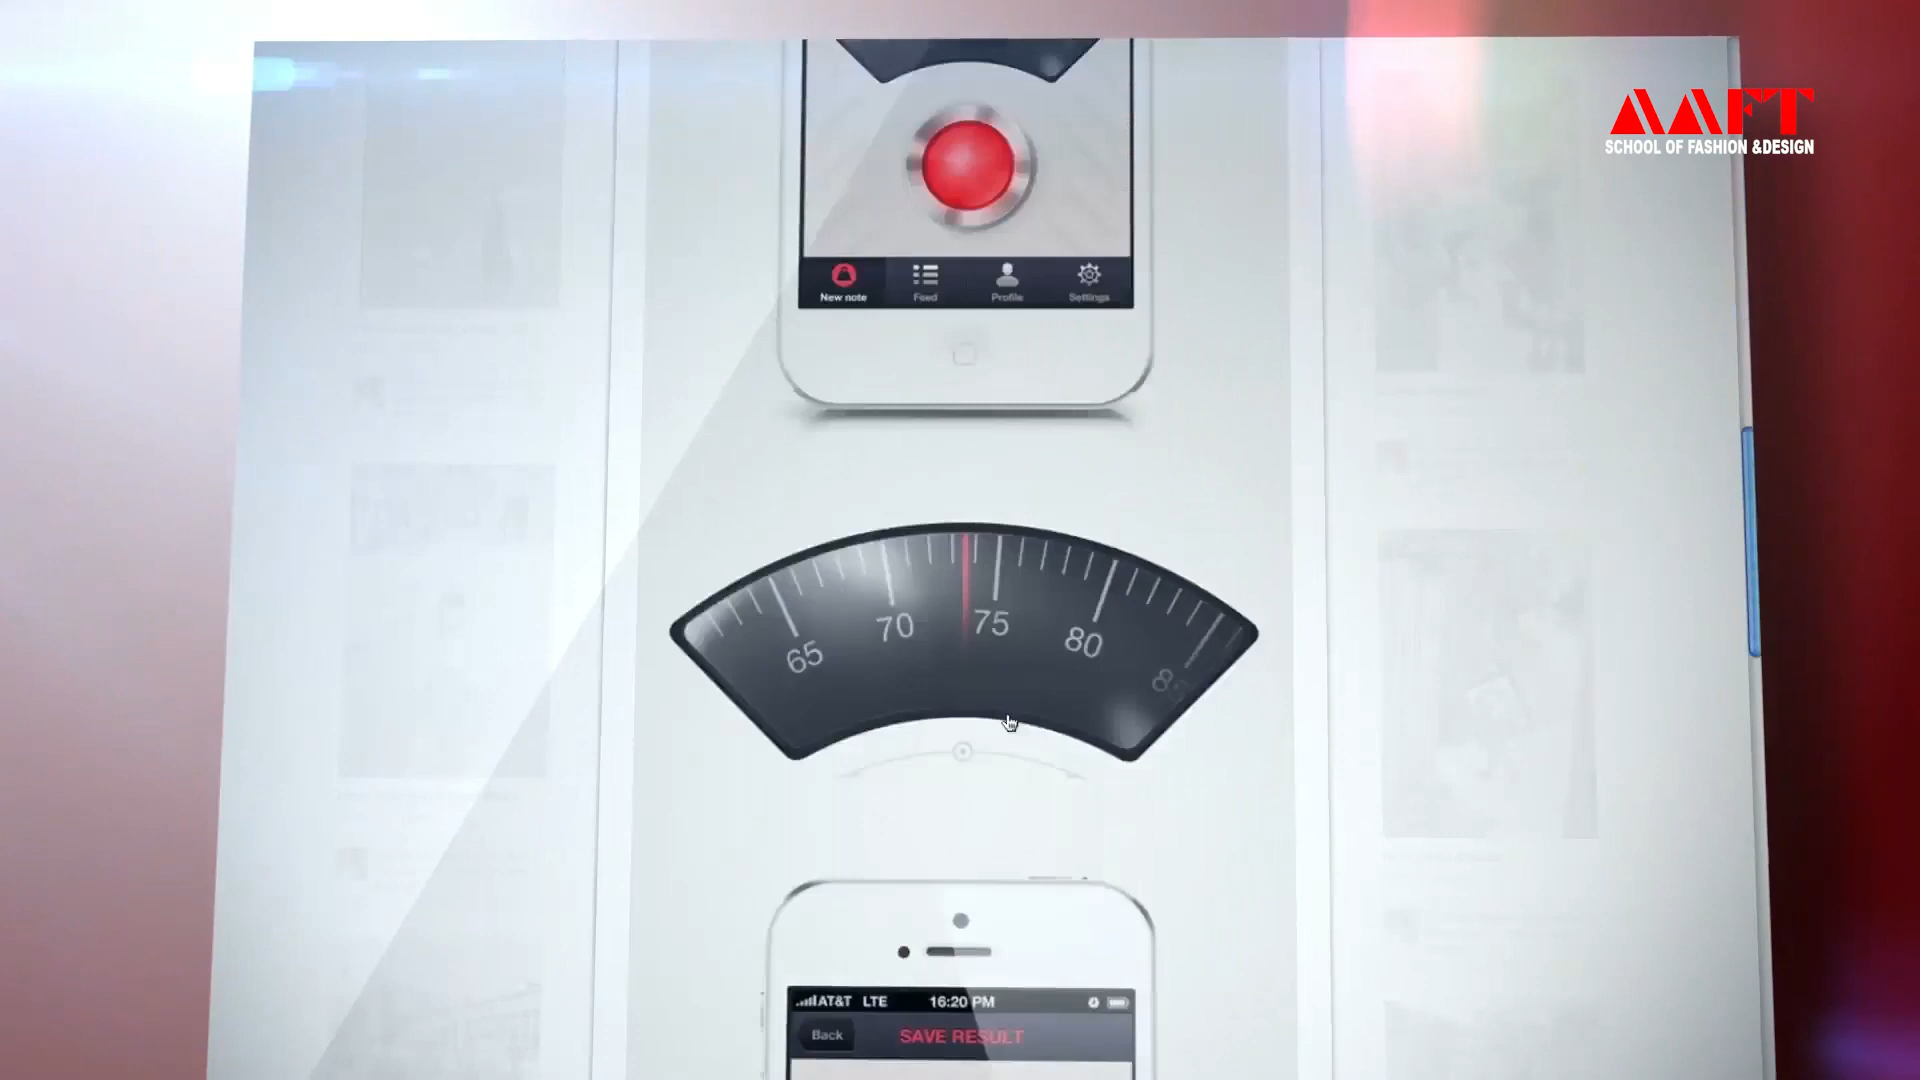 AAFT
SCHOOL OF FASHION &DESIGN
New note
Feed
Profile
Settings
65
70
75
80
85
AT&T LTE
16:20 PM
Back
SAVE RESULT